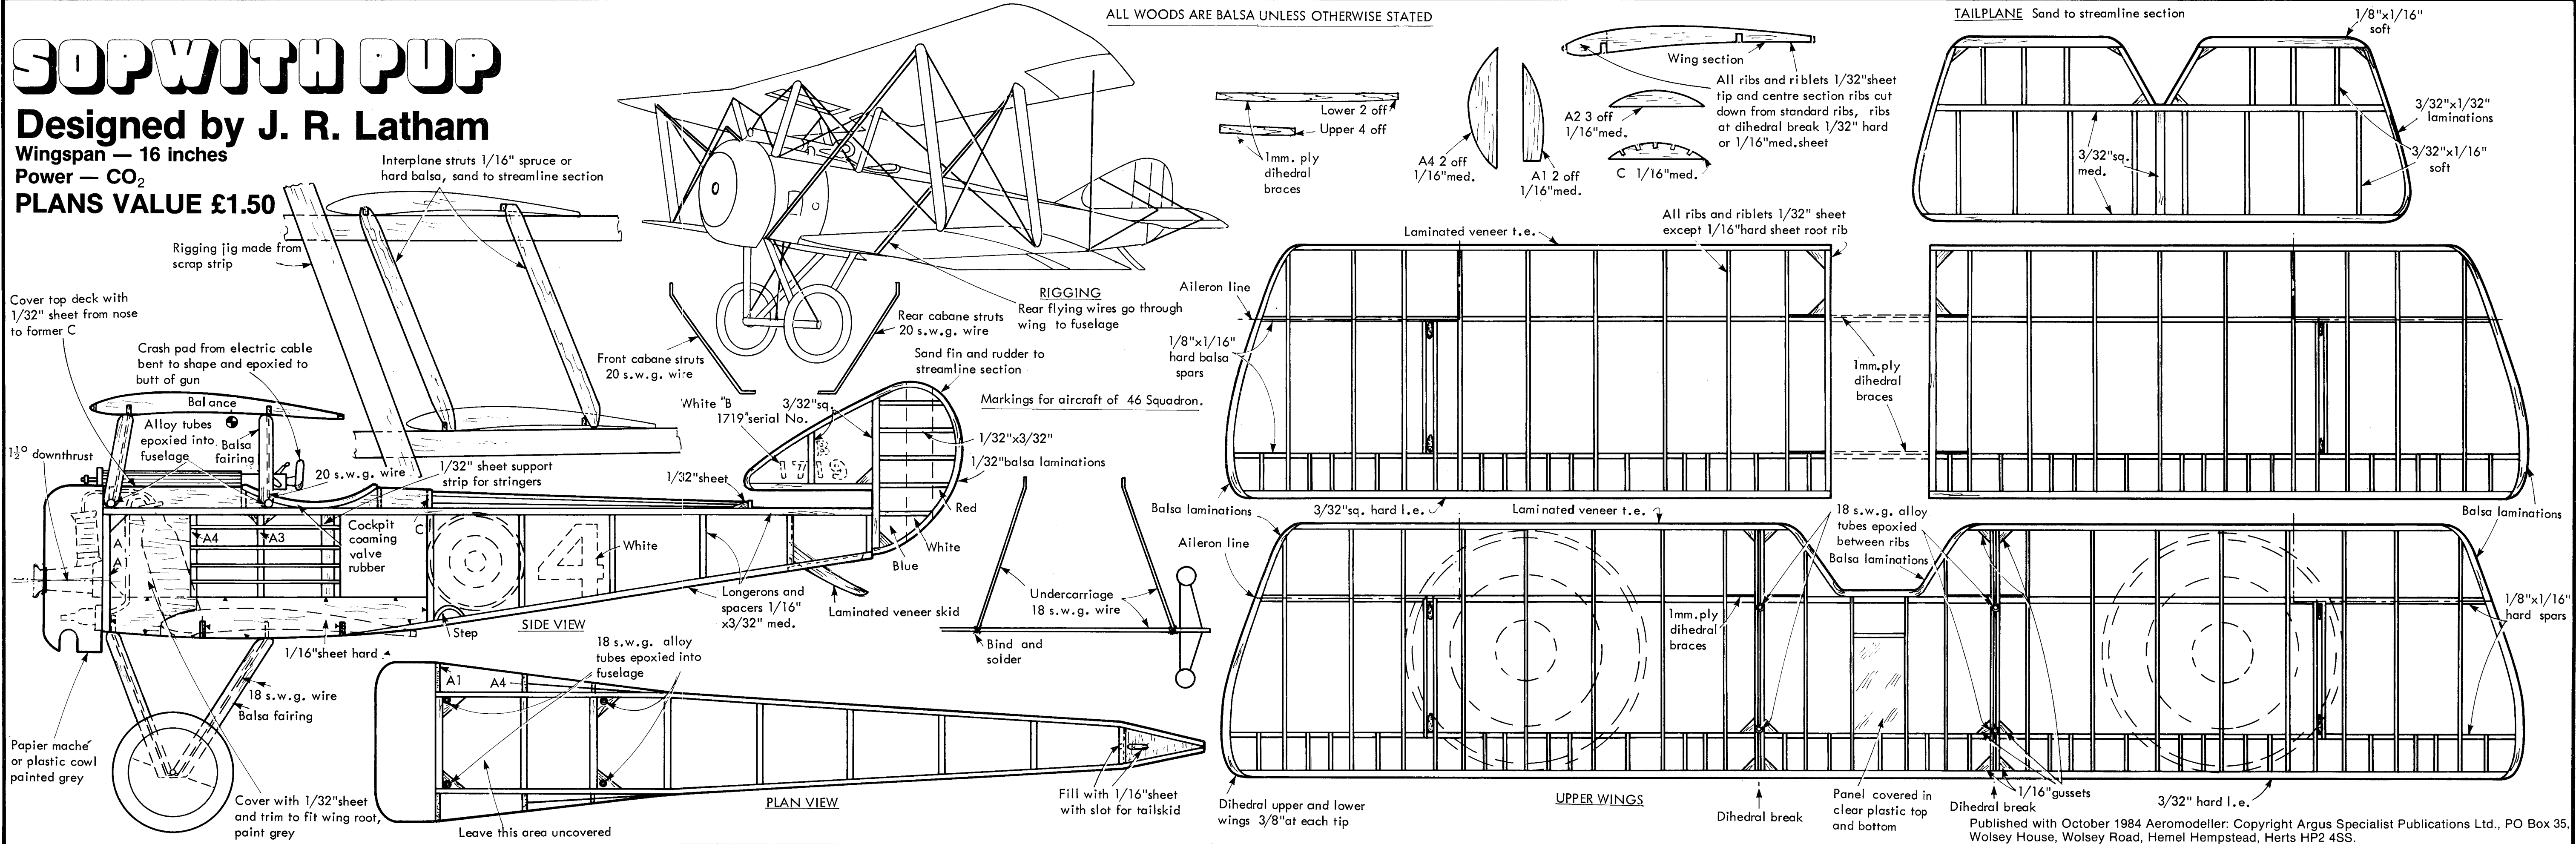 SOPWITH PUP
Designed by J. R. Latham
Wingspan — 16 inches
Power — CO2
PLANS VALUE £1.50
ALL WOODS ARE BALSA UNLESS OTHERWISE STATED
Interplane struts 1/16" spruce or
hard balsa, sand to streamline section
Rigging jig made from
scrap strip
Cover top deck with
1/32" sheet from nose
to former C
Crash pad from electric cable
bent to shape and epoxied to
butt of gun
Balance
Alloy tubes
epoxied into
fuselage
Balsa
fairing
1½° downthrust
20 s.w.g. wire
1/32" sheet support
strip for stringers
Front cabane struts
20 s.w.g. wire
Rear cabane struts
20 s.w.g. wire
RIGGING
Rear flying wires go through
wing to fuselage
Sand fin and rudder to
streamline section
White "B
1719"serial No.
3/32"sq.
Markings for aircraft of 46 Squadron.
1/32"x3/32"
1/32"balsa laminations
1/32"sheet
Red
White
Blue
Cockpit
coaming
valve
rubber
A
A1
A4
A3
C
4
White
Longerons and
spacers 1/16"
x3/32" med.
Laminated veneer skid
Step
SIDE VIEW
1/16"sheet hard
18 s.w.g. alloy
tubes epoxied into
fuselage
Undercarriage
18 s.w.g. wire
Bind and
solder
18 s.w.g. wire
Balsa fairing
Papier maché
or plastic cowl
painted grey
Cover with 1/32"sheet
and trim to fit wing root,
paint grey
A1
A4
Leave this area uncovered
PLAN VIEW
Fill with 1/16"sheet
with slot for tailskid
Lower 2 off
Upper 4 off
1mm. ply
dihedral
braces
A4 2 off
1/16"med.
A1 2 off
1/16"med.
A2 3 off
1/16"med.
C 1/16"med.
Wing section
All ribs and riblets 1/32"sheet
tip and centre section ribs cut
down from standard ribs, ribs
at dihedral break 1/32" hard
or 1/16"med.sheet
TAILPLANE Sand to streamline section
1/8"x1/16"
soft
3/32"x1/32"
laminations
3/32"x1/16"
soft
3/32"sq.
med.
All ribs and riblets 1/32" sheet
except 1/16"hard sheet root rib
Laminated veneer t.e.
Aileron line
1/8"x1/16"
hard balsa
spars
1mm.ply
dihedral
braces
3/32"sq. hard l.e.
Balsa laminations
Balsa laminations
Laminated veneer t.e.
Aileron line
18 s.w.g. alloy
tubes epoxied
between ribs
Balsa laminations
1mm.ply
dihedral
braces
1/8"x1/16"
hard spars
Dihedral upper and lower
wings 3/8"at each tip
UPPER WINGS
Dihedral break
Panel covered in
clear plastic top
and bottom
Dihedral break
1/16"gussets
3/32" hard l.e.
Published with October 1984 Aeromodeller: Copyright Argus Specialist Publications Ltd., PO Box 35,
Wolsey House, Wolsey Road, Hemel Hempstead, Herts HP2 4SS.